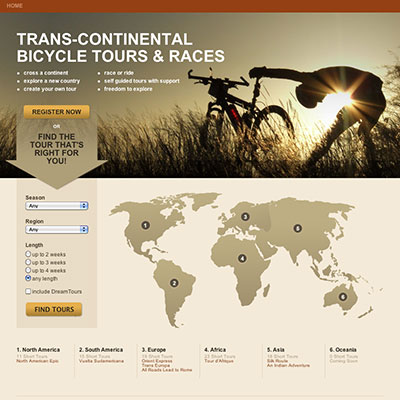 HOME
TRANS-CONTINENTAL
BICYCLE TOURS & RACES
cross a continent
explore a new country
create your own tour
race or ride
self guided tours with support
freedom to explore
REGISTER NOW
OR
FIND THE
TOUR THAT'S
RIGHT FOR
YOU!
Season
Any
Region
Any
Length
up to 2 weeks
up to 3 weeks
up to 4 weeks
any length
include DreamTours
FIND TOURS
1
2
3
4
5
6
1. North America
11 Short Tours
North American Epic
2. South America
15 Short Tours
Vuelta Sudamericana
3. Europe
16 Short Tours
Orient Express
Trans Europa
All Roads Lead to Rome
4. Africa
21 Short Tours
Tour d'Afrique
5. Asia
16 Short Tours
Silk Route
An Indian Adventure
6. Oceania
Short Tours
Coming Soon